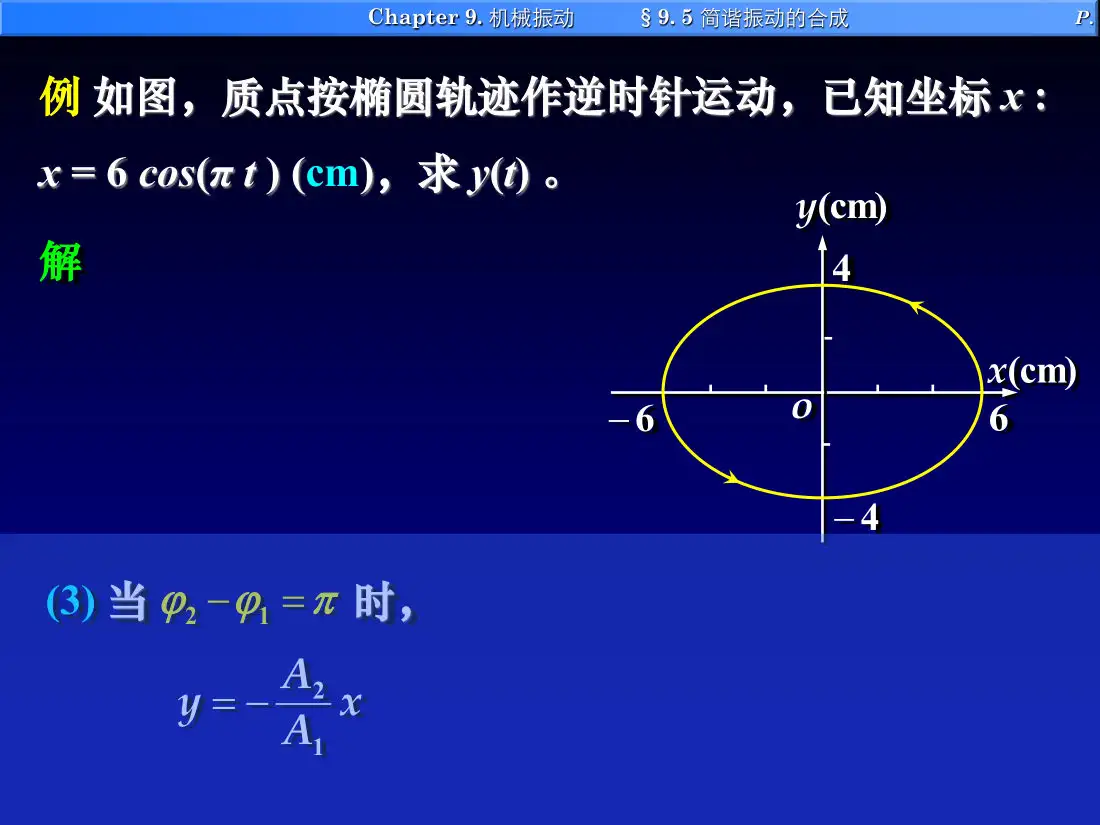 Chapter 9. 机械振动 § 9. 5 简谐振动的合成 P.
例 如图，质点按椭圆轨迹作逆时针运动，已知坐标 x :
x = 6 cos(π t ) (cm)，求 y(t) 。
解
y(cm)
4
x(cm)
– 6
o
6
– 4
(3) 当 φ₂ − φ₁ = π 时，
y = − A₂/A₁ x